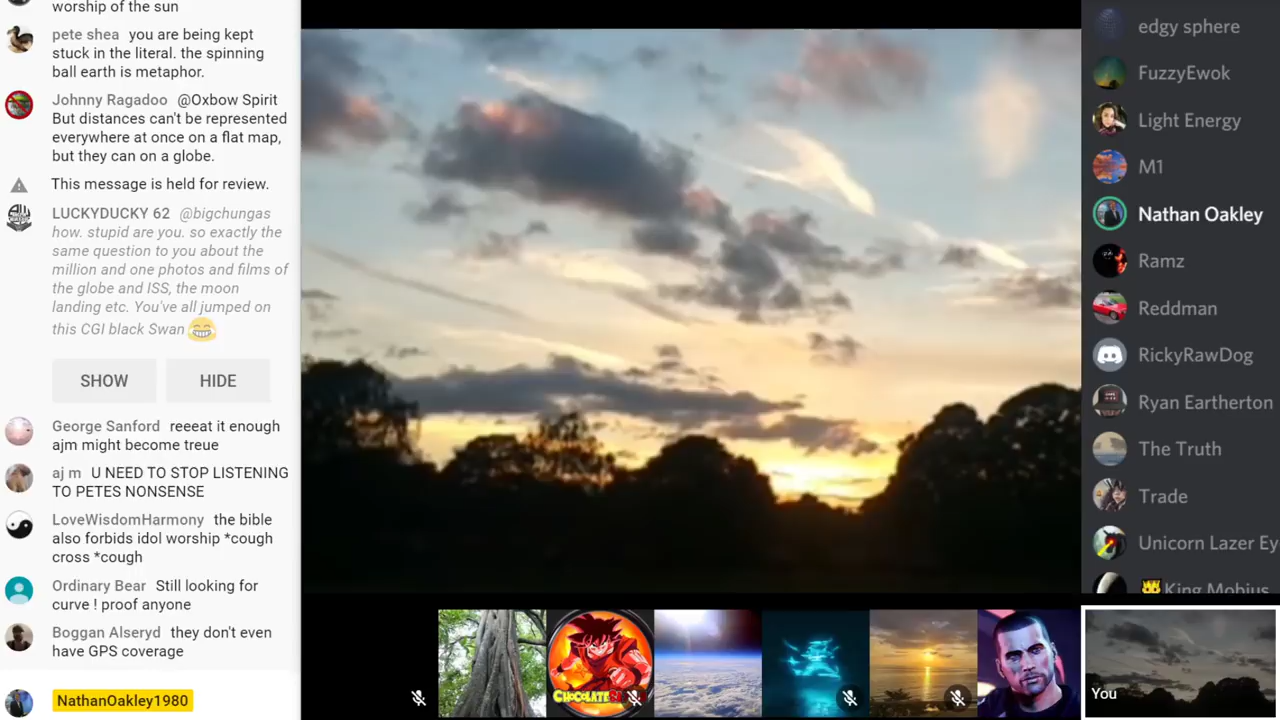 worship of the sun
pete shea you are being kept
stuck in the literal. the spinning
ball earth is metaphor.
Johnny Ragadoo @Oxbow Spirit
But distances can't be represented
everywhere at once on a flat map,
but they can on a globe.
This message is held for review.
LUCKYDUCKY 62 @bigchungas
how. stupid are you. so exactly the
same question to you about the
million and one photos and films of
the globe and ISS, the moon
landing etc. You've all jumped on
this CGI black Swan
SHOW HIDE
George Sanford reeeat it enough
ajm might become treue
aj m U NEED TO STOP LISTENING
TO PETES NONSENSE
LoveWisdomHarmony the bible
also forbids idol worship *cough
cross *cough
Ordinary Bear Still looking for
curve ! proof anyone
Boggan Alseryd they don't even
have GPS coverage
NathanOakley1980
CHOCOLATE
You
edgy sphere
FuzzyEwok
Light Energy
M1
Nathan Oakley
Ramz
Reddman
RickyRawDog
Ryan Eartherton
The Truth
Trade
Unicorn Lazer Ey
King Mobius